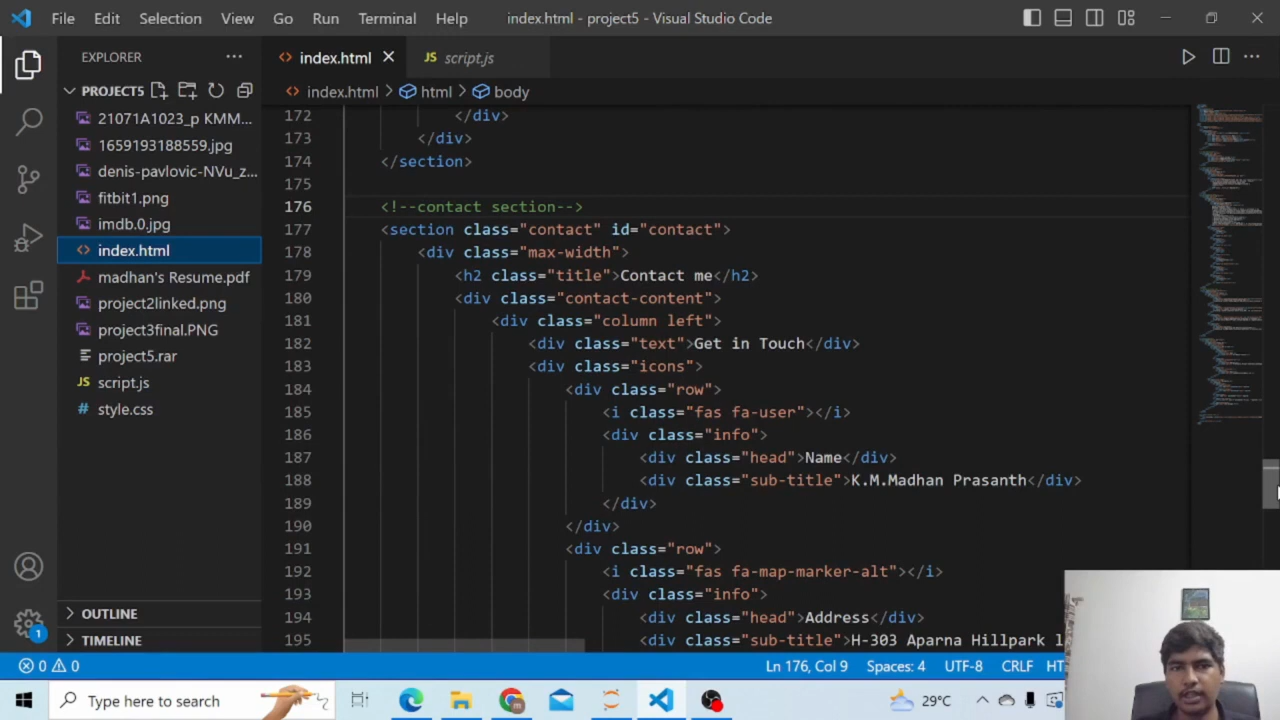 File Edit Selection View Go Run Terminal Help
index.html - project5 - Visual Studio Code
EXPLORER
index.html
JS script.js
PROJECT5
index.html > html > body
21071A1023_p KMM...
1659193188559.jpg
denis-pavlovic-NVu_z...
fitbit1.png
imdb.0.jpg
index.html
madhan's Resume.pdf
project2linked.png
project3final.PNG
project5.rar
JS script.js
# style.css
OUTLINE
TIMELINE
172 </div>
173 </div>
174 </section>
175
176 <!--contact section-->
177 <section class="contact" id="contact">
178 <div class="max-width">
179 <h2 class="title">Contact me</h2>
180 <div class="contact-content">
181 <div class="column left">
182 <div class="text">Get in Touch</div>
183 <div class="icons">
184 <div class="row">
185 <i class="fas fa-user"></i>
186 <div class="info">
187 <div class="head">Name</div>
188 <div class="sub-title">K.M.Madhan Prasanth</div>
189 </div>
190 </div>
191 <div class="row">
192 <i class="fas fa-map-marker-alt"></i>
193 <div class="info">
194 <div class="head">Address</div>
195 <div class="sub-title">H-303 Aparna Hillpark l
1
0 0
Ln 176, Col 9 Spaces: 4 UTF-8 CRLF HT
Type here to search
29°C